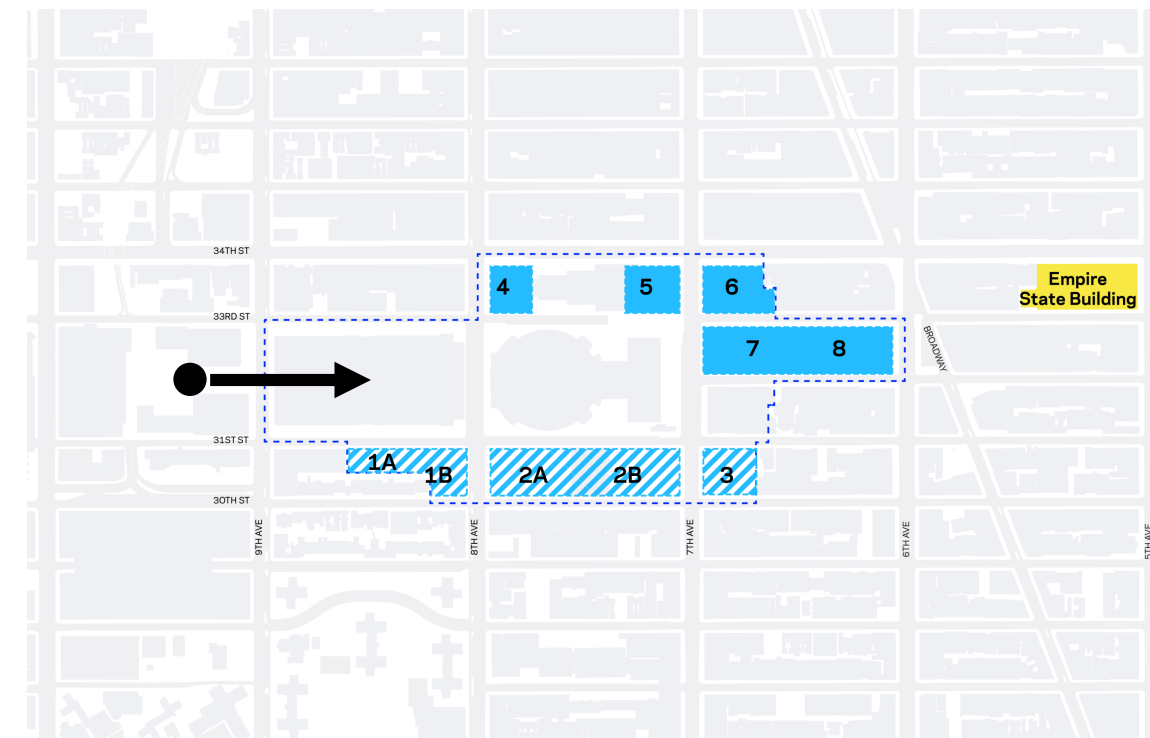 34TH ST
4
5
6
Empire
State Building
33RD ST
BROADWAY
7
8
31ST ST
1A
1B
2A
2B
3
30TH ST
9TH AVE
8TH AVE
7TH AVE
6TH AVE
5TH AVE